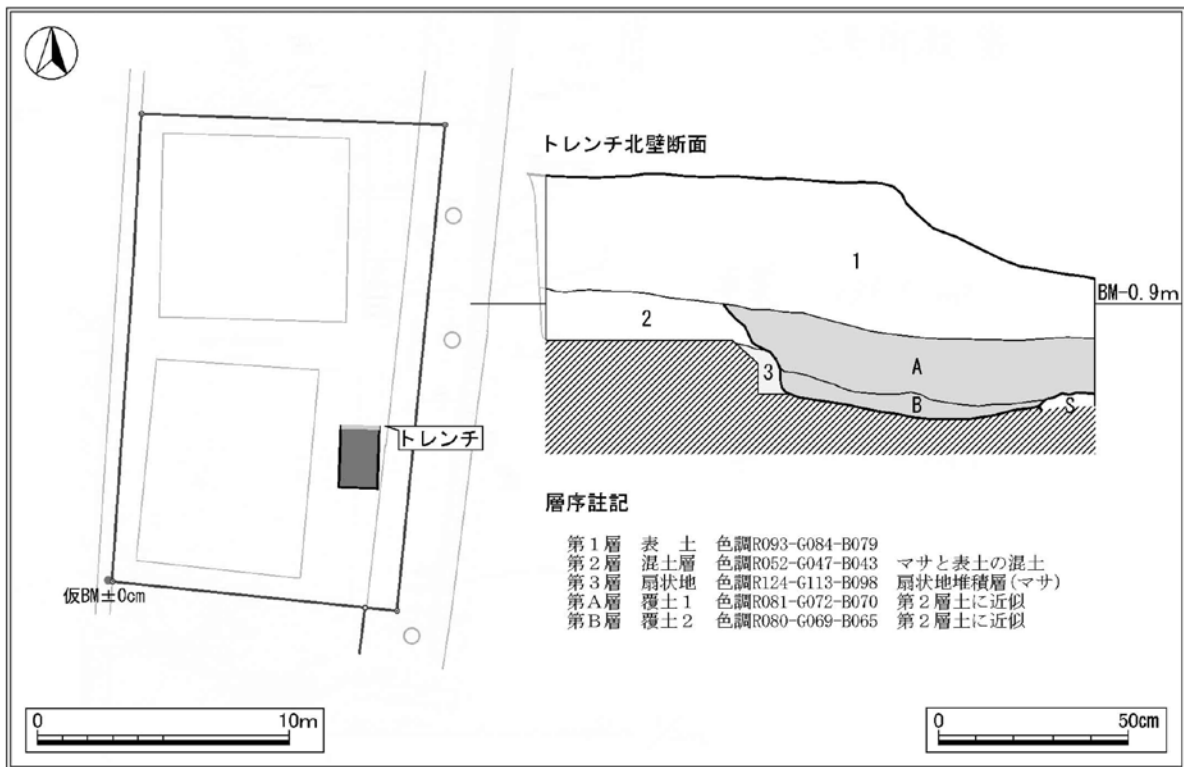 トレンチ北壁断面
1
BM-0.9m
2
A
3
B
S
トレンチ
仮BM±0cm
層序註記
第1層 表 土 色調R093-G084-B079
第2層 混土層 色調R052-G047-B043 マサと表土の混土
第3層 扇状地 色調R124-G113-B098 扇状地堆積層(マサ)
第A層 覆土1 色調R081-G072-B070 第2層土に近似
第B層 覆土2 色調R080-G069-B065 第2層土に近似
0 10m
0 50cm